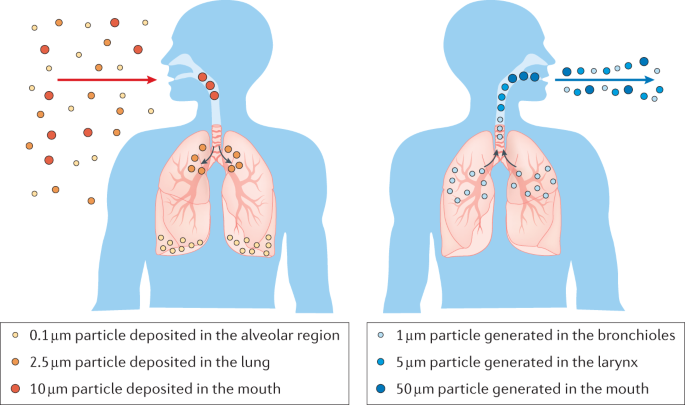 0.1 μm particle deposited in the alveolar region
2.5 μm particle deposited in the lung
10 μm particle deposited in the mouth
1 μm particle generated in the bronchioles
5 μm particle generated in the larynx
50 μm particle generated in the mouth